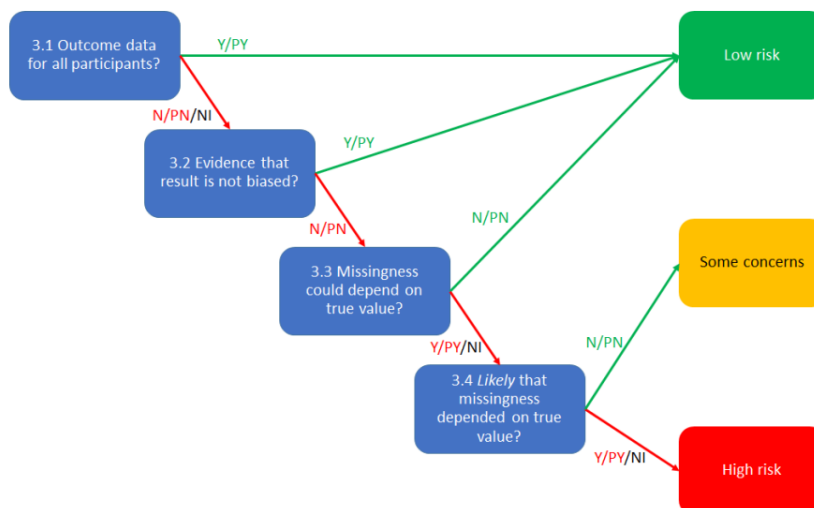 3.1 Outcome data
for all participants?
Y/PY
Low risk
N/PN/NI
3.2 Evidence that
result is not biased?
Y/PY
N/PN
N/PN
3.3 Missingness
could depend on
true value?
Some concerns
Y/PY/NI
N/PN
3.4 Likely that
missingness
depended on true
value?
Y/PY/NI
High risk